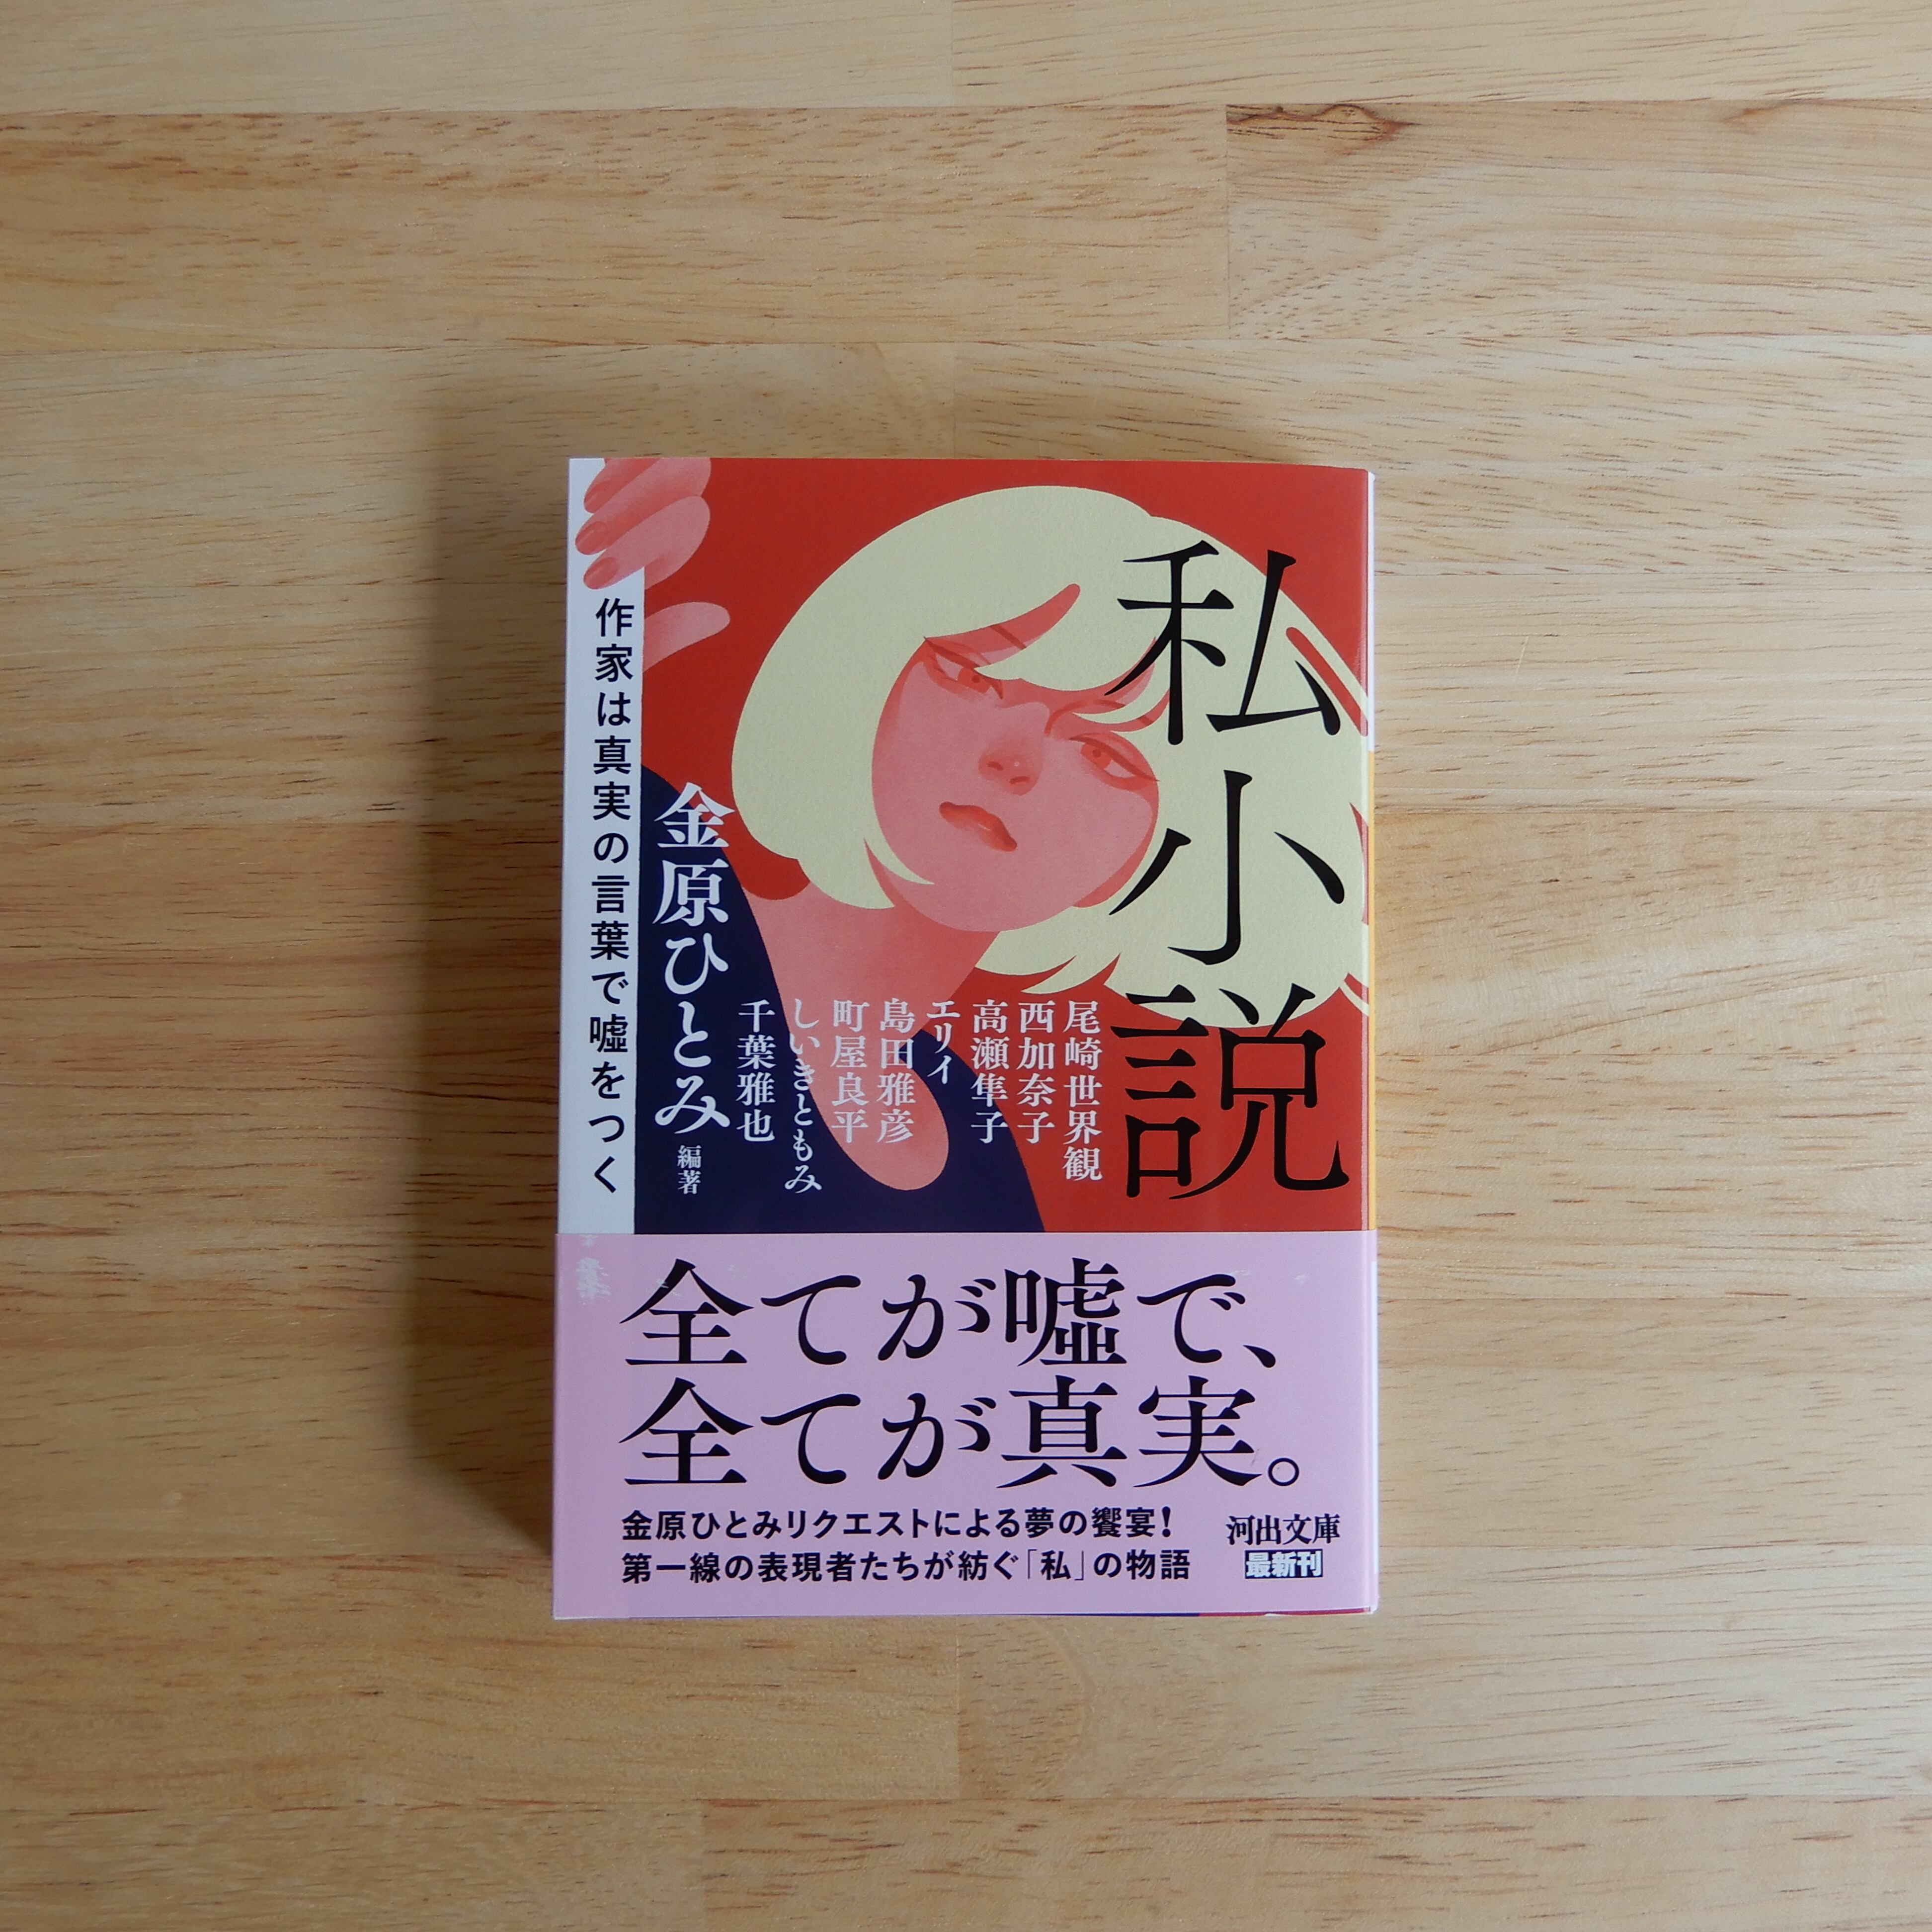 私小説
尾崎世界観
西加奈子
高瀬隼子
エリイ
島田雅彦
町屋良平
しいきともみ
千葉雅也
金原ひとみ 編著
作家は真実の言葉で嘘をつく
全てが嘘で、
全てが真実。
金原ひとみリクエストによる夢の饗宴!
第一線の表現者たちが紡ぐ「私」の物語
河出文庫
最新刊